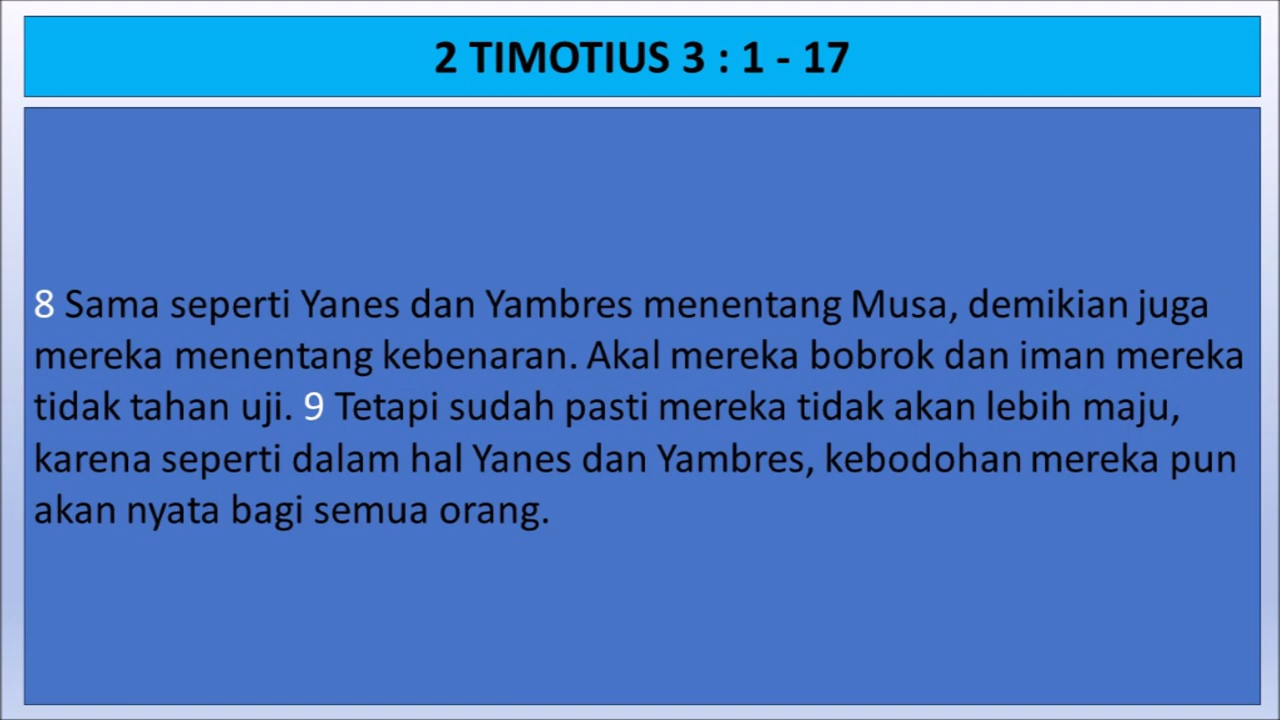 2 TIMOTIUS 3 : 1 - 17
8 Sama seperti Yanes dan Yambres menentang Musa, demikian juga
mereka menentang kebenaran. Akal mereka bobrok dan iman mereka
tidak tahan uji. 9 Tetapi sudah pasti mereka tidak akan lebih maju,
karena seperti dalam hal Yanes dan Yambres, kebodohan mereka pun
akan nyata bagi semua orang.